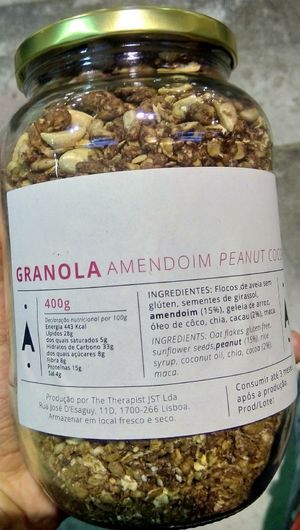 GRANOLA AMENDOIM PEANUT COCO
400g
Declaração nutricional por 100g
Energia 443 Kcal
Lípidos 28g
dos quais saturados 5g
Hidratos de Carbono 33g
dos quais açúcares 8g
Fibra 8g
Proteínas 15g
Sal 4g
A
INGREDIENTES: Flocos de aveia sem
glúten, sementes de girassol,
amendoim (15%), geleia de arroz,
óleo de côco, chia, cacau (2%),
maca.
INGREDIENTS: Oat flakes gluten free,
sunflower seeds, peanut (15%) rice
syrup, coconut oil, chia, cacau (2%),
maca.
A
Produção por The Therapist JST Lda
Rua José D'Esaguy, 11D, 1700-266 Lisboa.
Armazenar em local fresco e seco.
Consumir até 3
após a produção
Prod/Lote: